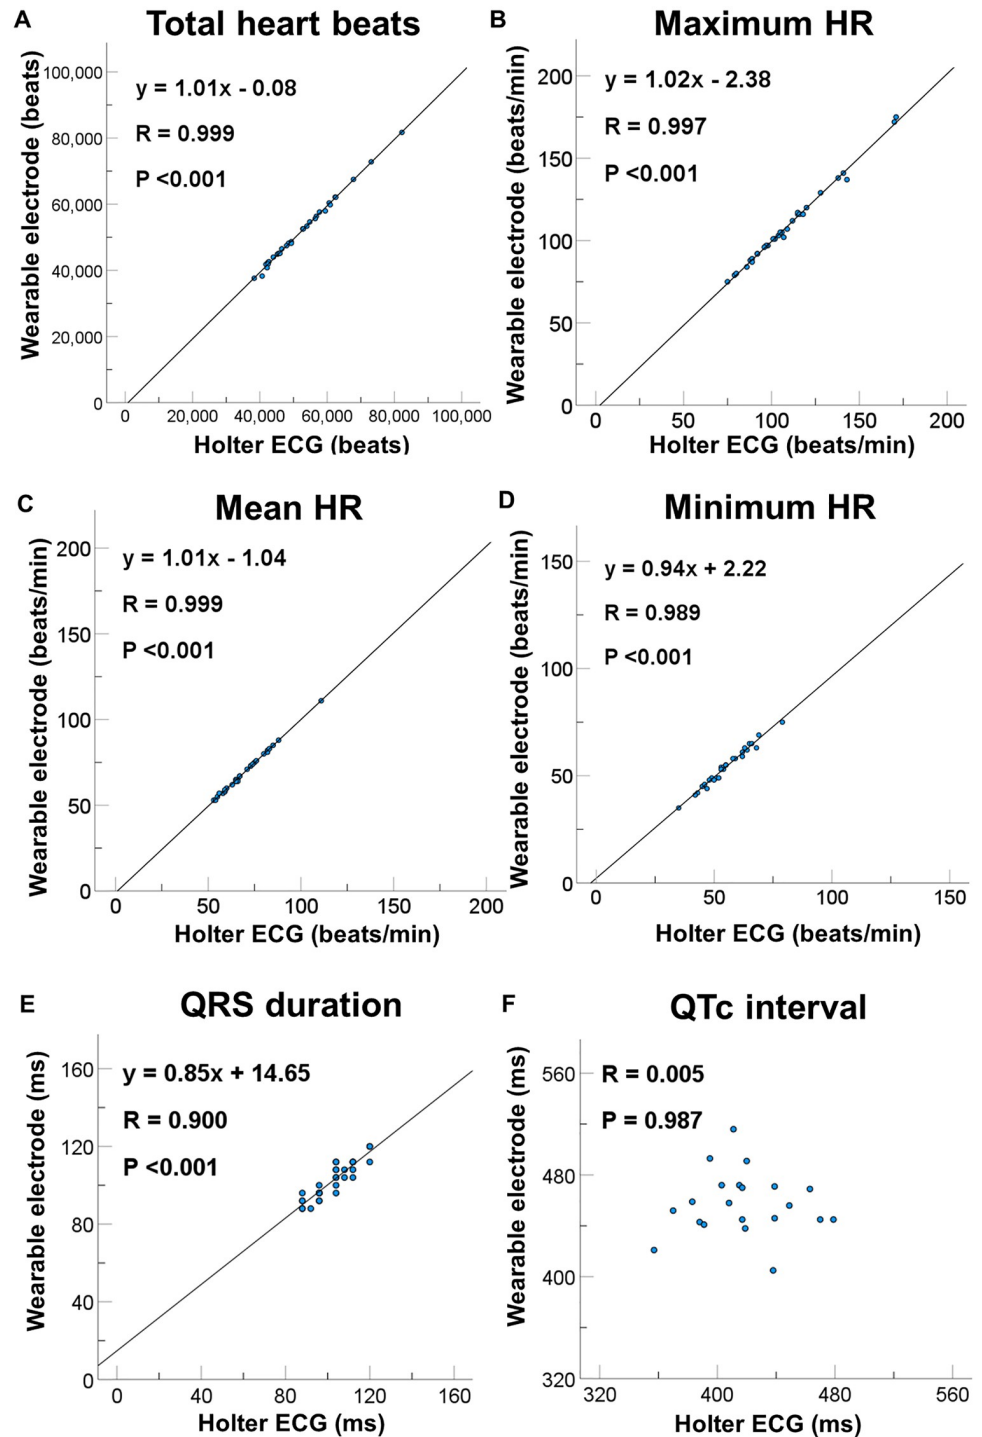 A
Total heart beats
Wearable electrode (beats)
100,000
80,000
60,000
40,000
20,000
0
y = 1.01x - 0.08
R = 0.999
P <0.001
0 20,000 40,000 60,000 80,000 100,000
Holter ECG (beats)
B
Maximum HR
Wearable electrode (beats/min)
200
150
100
50
0
y = 1.02x - 2.38
R = 0.997
P <0.001
0 50 100 150 200
Holter ECG (beats/min)
C
Mean HR
Wearable electrode (beats/min)
200
150
100
50
0
y = 1.01x - 1.04
R = 0.999
P <0.001
0 50 100 150 200
Holter ECG (beats/min)
D
Minimum HR
Wearable electrode (beats/min)
150
100
50
0
y = 0.94x + 2.22
R = 0.989
P <0.001
0 50 100 150
Holter ECG (beats/min)
E
QRS duration
Wearable electrode (ms)
160
120
80
40
0
y = 0.85x + 14.65
R = 0.900
P <0.001
0 40 80 120 160
Holter ECG (ms)
F
QTc interval
Wearable electrode (ms)
560
480
400
320
R = 0.005
P = 0.987
320 400 480 560
Holter ECG (ms)